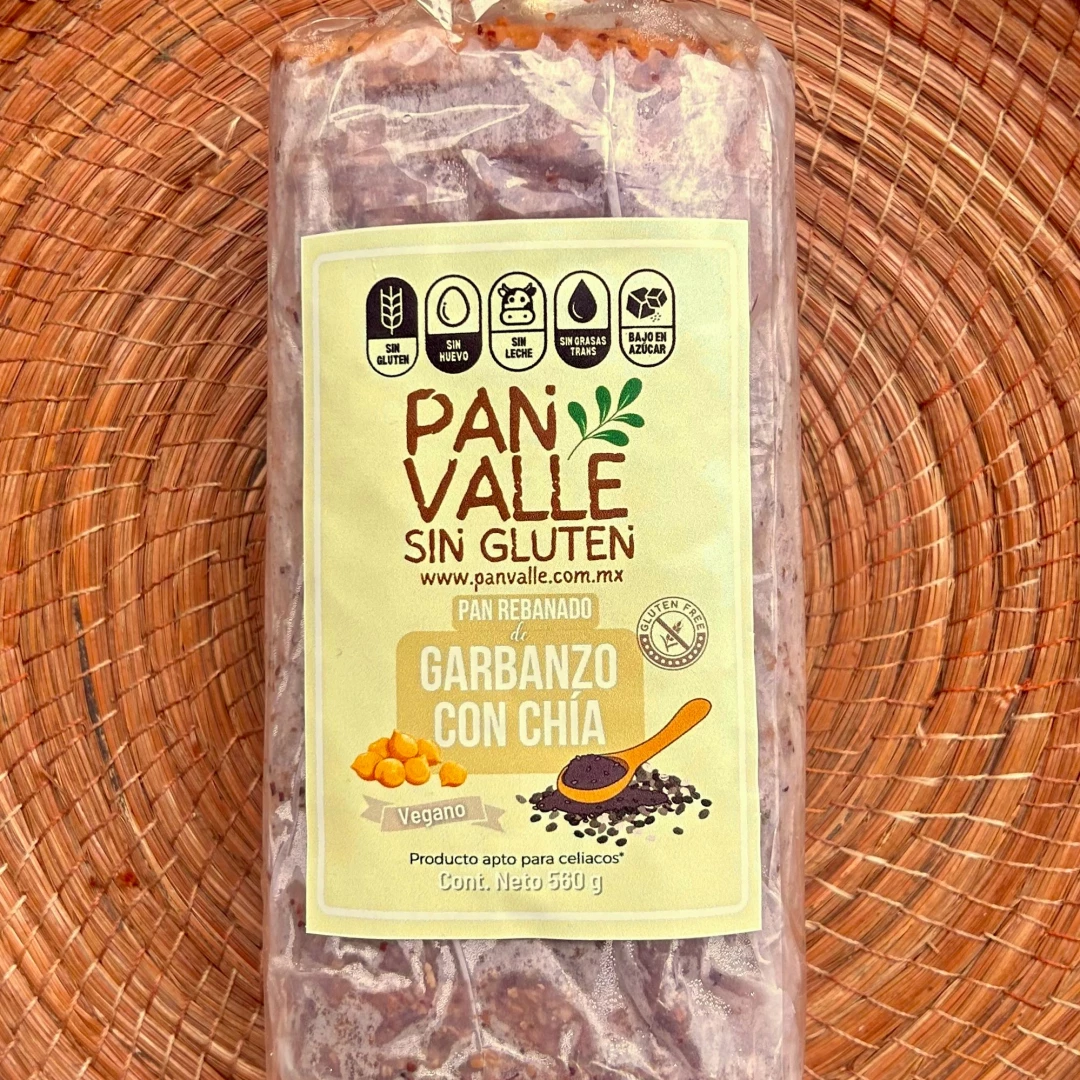 SIN
GLUTEN
SIN
HUEVO
SIN
LECHE
SIN GRASAS
TRANS
BAJO EN
AZÚCAR
PAN
VALLE
SIN GLUTEN
www.panvalle.com.mx
PAN REBANADO
de
GARBANZO
CON CHÍA
GLUTEN FREE
Vegano
Producto apto para celiacos*
Cont. Neto 560 g